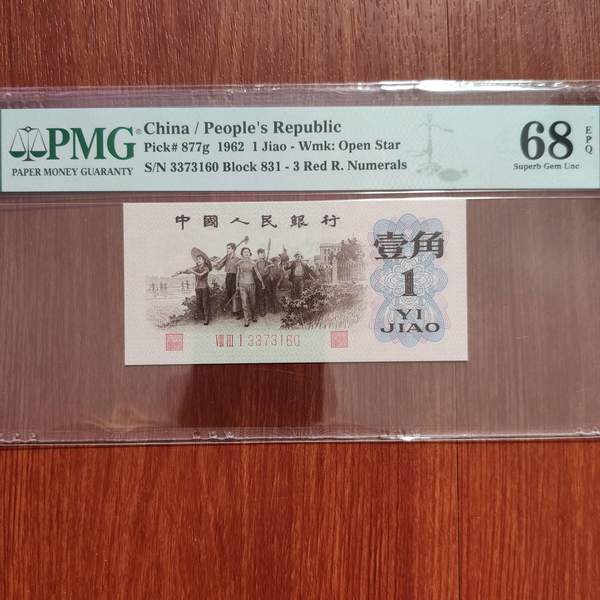 PMG
PAPER MONEY GUARANTY
China / People's Republic
Pick# 877g 1962 1 Jiao - Wmk: Open Star
S/N 3373160 Block 831 - 3 Red R. Numerals
68 EPQ
Superb Gem Unc
中國人民銀行
壹角
1
YI
JIAO
VIII III I 3373160